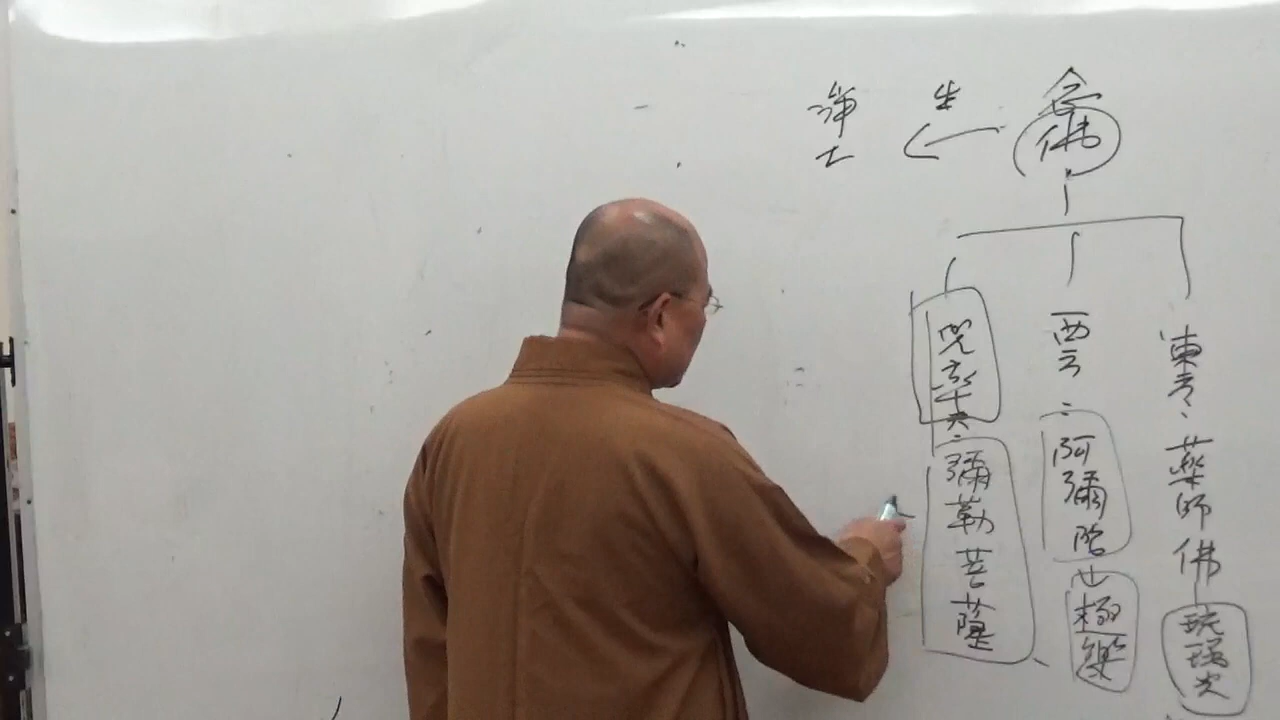 念佛
生
淨土
東方、藥師佛
琉璃光
西方
阿彌陀
極樂
兜率天
彌勒菩薩